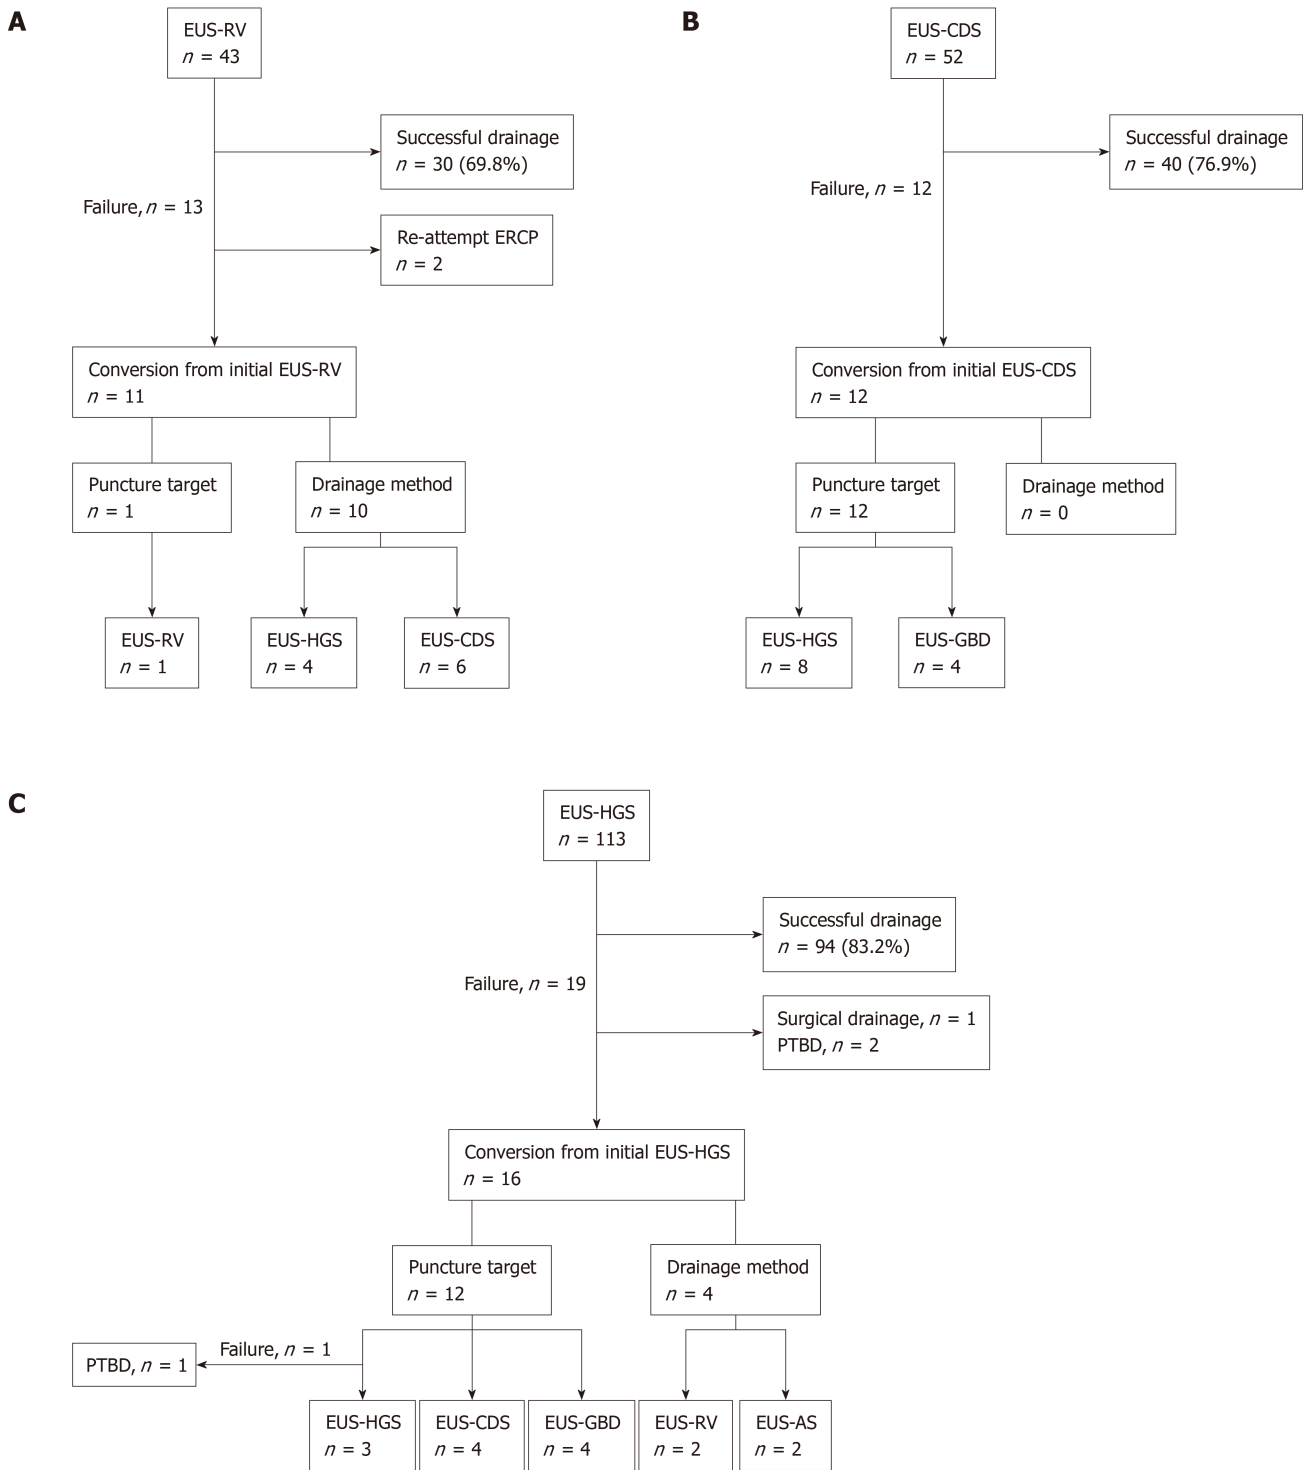 A
EUS-RV
n = 43
Successful drainage
n = 30 (69.8%)
Failure, n = 13
Re-attempt ERCP
n = 2
Conversion from initial EUS-RV
n = 11
Puncture target
n = 1
Drainage method
n = 10
EUS-RV
n = 1
EUS-HGS
n = 4
EUS-CDS
n = 6
B
EUS-CDS
n = 52
Successful drainage
n = 40 (76.9%)
Failure, n = 12
Conversion from initial EUS-CDS
n = 12
Puncture target
n = 12
Drainage method
n = 0
EUS-HGS
n = 8
EUS-GBD
n = 4
C
EUS-HGS
n = 113
Successful drainage
n = 94 (83.2%)
Failure, n = 19
Surgical drainage, n = 1
PTBD, n = 2
Conversion from initial EUS-HGS
n = 16
Puncture target
n = 12
Drainage method
n = 4
Failure, n = 1
PTBD, n = 1
EUS-HGS
n = 3
EUS-CDS
n = 4
EUS-GBD
n = 4
EUS-RV
n = 2
EUS-AS
n = 2